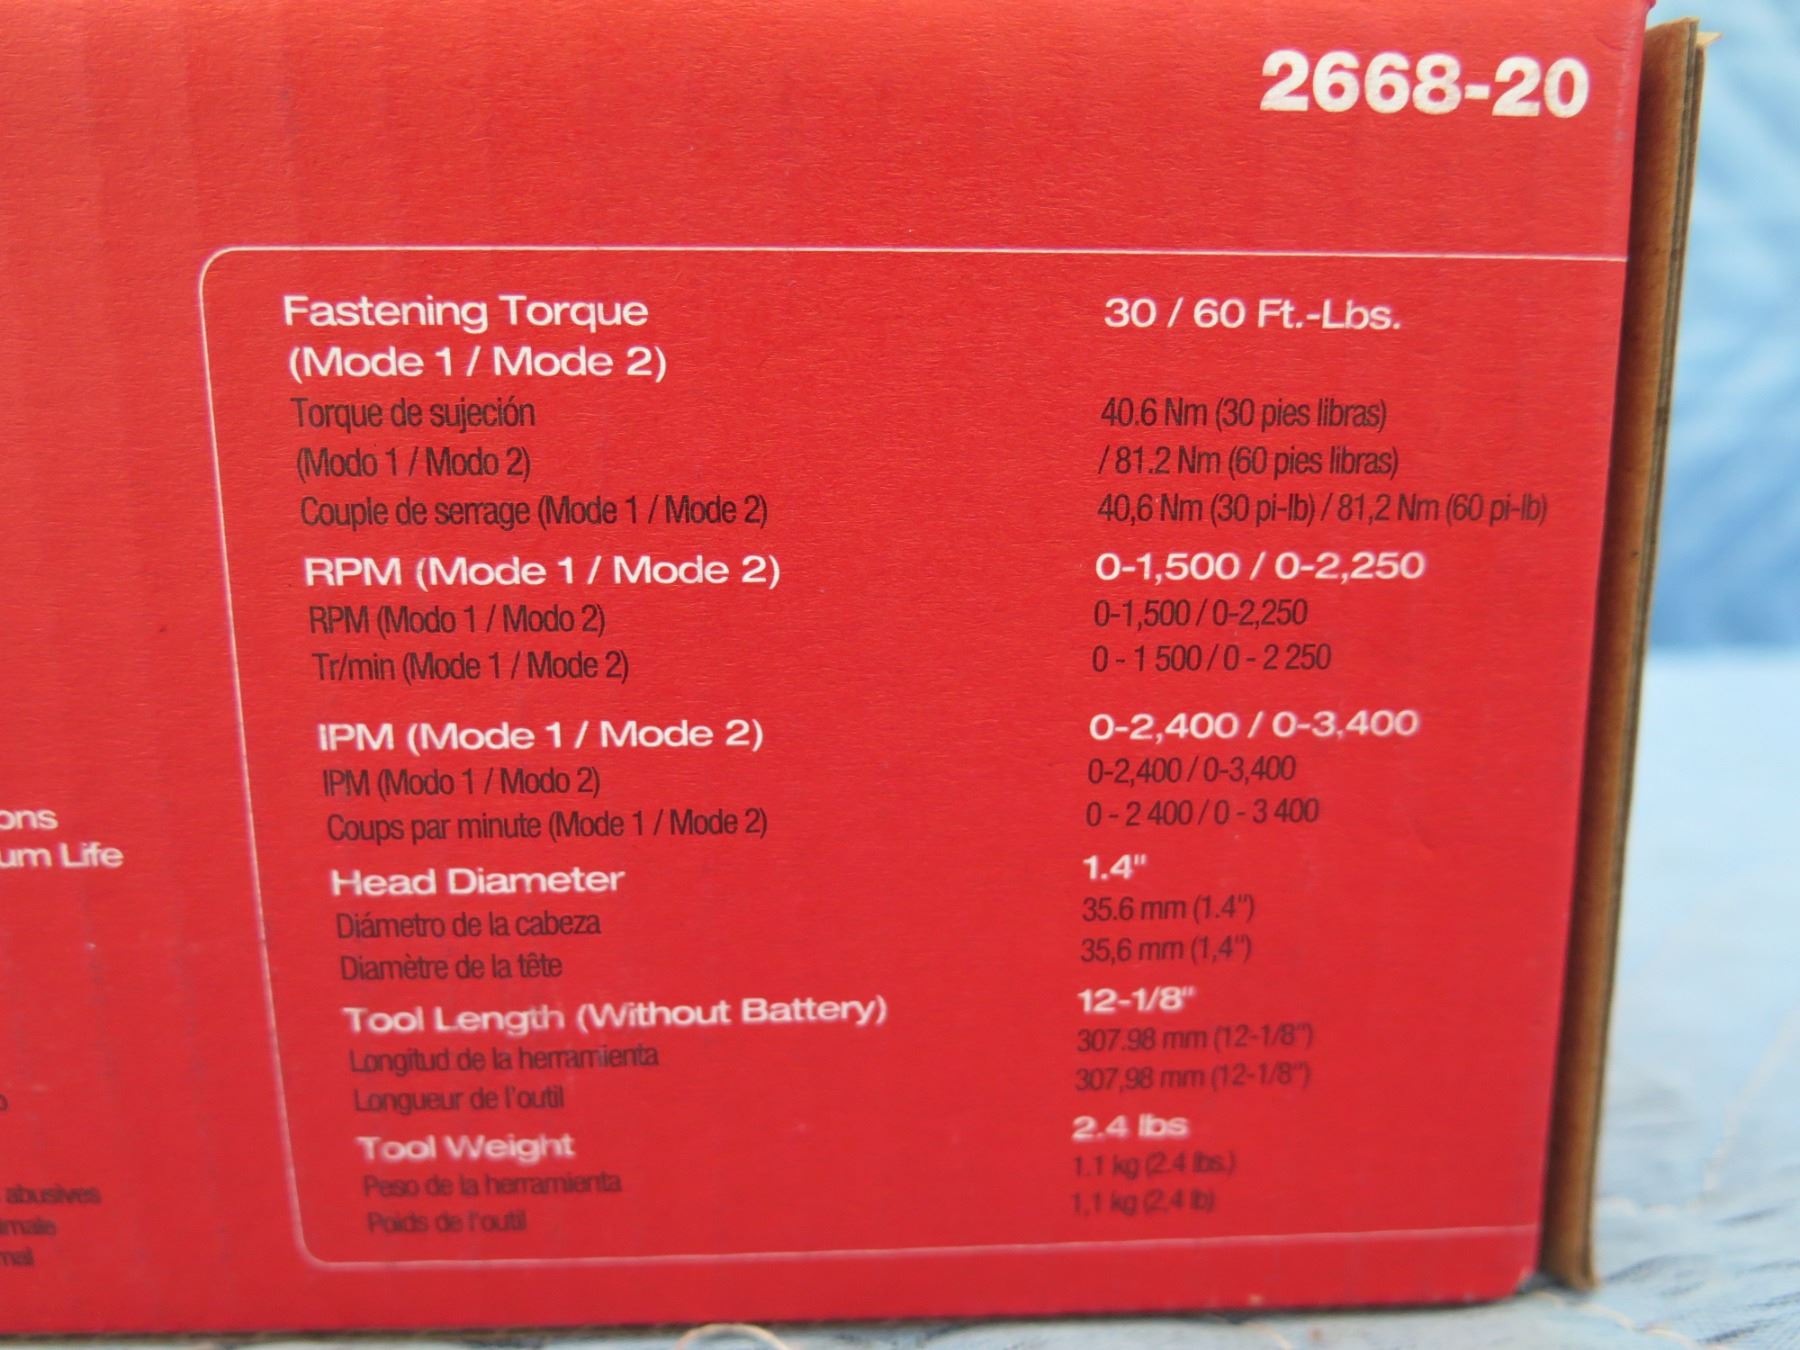 2668-20
Fastening Torque 30 / 60 Ft.-Lbs.
(Mode 1 / Mode 2)
Torque de sujeción 40.6 Nm (30 pies libras)
(Modo 1 / Modo 2) / 81.2 Nm (60 pies libras)
Couple de serrage (Mode 1 / Mode 2) 40,6 Nm (30 pi-lb) / 81,2 Nm (60 pi-lb)
RPM (Mode 1 / Mode 2) 0-1,500 / 0-2,250
RPM (Modo 1 / Modo 2) 0-1,500 / 0-2,250
Tr/min (Mode 1 / Mode 2) 0 - 1 500 / 0 - 2 250
IPM (Mode 1 / Mode 2) 0-2,400 / 0-3,400
IPM (Modo 1 / Modo 2) 0-2,400 / 0-3,400
Coups par minute (Mode 1 / Mode 2) 0 - 2 400 / 0 - 3 400
Head Diameter 1.4"
Diámetro de la cabeza 35.6 mm (1.4")
Diamètre de la tête 35,6 mm (1,4")
Tool Length (Without Battery) 12-1/8"
Longitud de la herramienta 307.98 mm (12-1/8")
Longueur de l'outil 307,98 mm (12-1/8")
Tool Weight 2.4 lbs
Peso de la herramienta 1.1 kg (2.4 lbs.)
Poids de l'outil 1,1 kg (2,4 lb)
ons
um Life
abusives
imale
mal